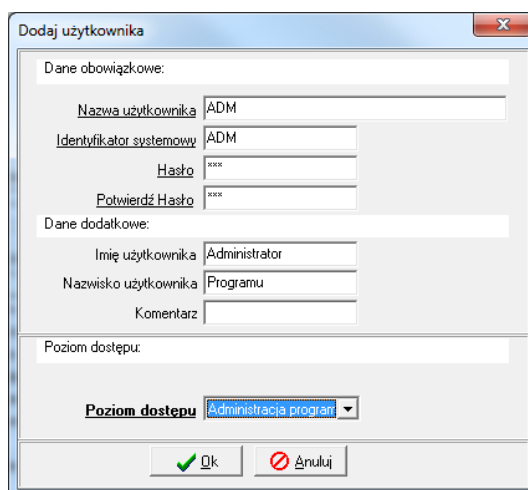 Dodaj użytkownika
Dane obowiązkowe:
Nazwa użytkownika ADM
Identyfikator systemowy ADM
Hasło ***
Potwierdź Hasło ***
Dane dodatkowe:
Imię użytkownika Administrator
Nazwisko użytkownika Programu
Komentarz
Poziom dostępu:
Poziom dostępu Administracja program
Ok Anuluj